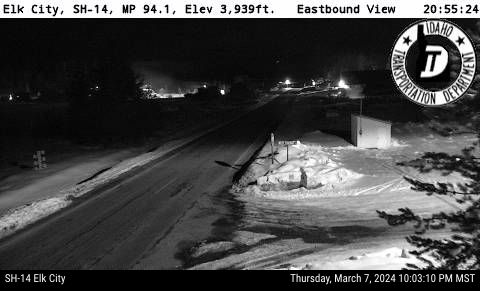 Elk City, SH-14, MP 94.1, Elev 3,939ft.   Eastbound View   20:55:24
IDAHO
TRANSPORTATION DEPARTMENT
SH-14 Elk City   Thursday, March 7, 2024 10:03:10 PM MST